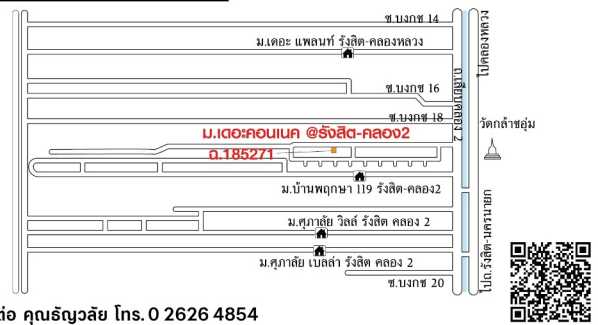 ซ.บงกช 14
ม.เดอะ แพลนท์ รังสิต-คลองหลวง
ไปคลองหลวง
ซ.บงกช 16
ถ.เลียบคลอง 2
ซ.บงกช 18
วัดกล้าชอุ่ม
ม.เดอะคอนเนค @รังสิต-คลอง2
ฉ.185271
ม.บ้านพฤกษา 119 รังสิต-คลอง2
ม.ศุภาลัย วิลล์ รังสิต คลอง 2
ม.ศุภาลัย เบลล่า รังสิต คลอง 2
ไปถ.รังสิต-นครนายก
ซ.บงกช 20
ต่อ คุณธัญวลัย โทร. 0 2626 4854